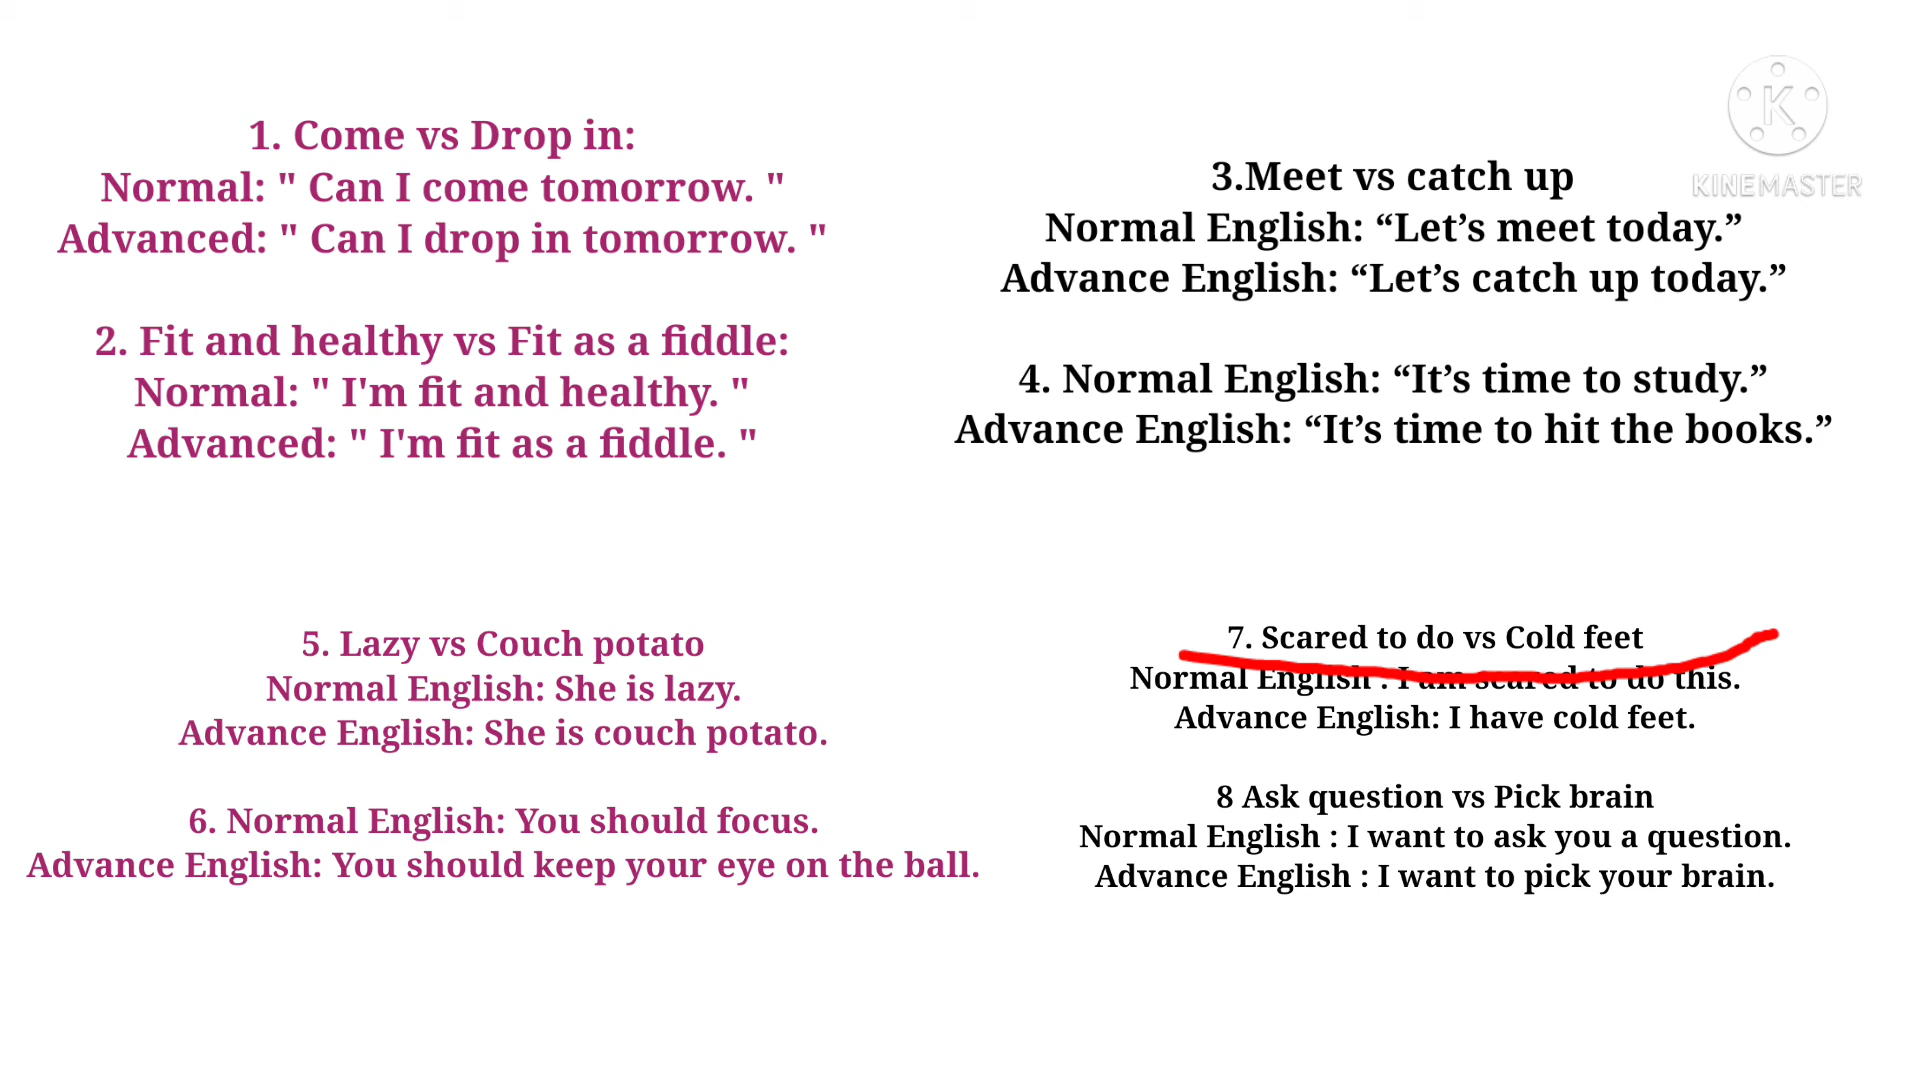 1. Come vs Drop in:
Normal: " Can I come tomorrow. "
Advanced: " Can I drop in tomorrow. "
2. Fit and healthy vs Fit as a fiddle:
Normal: " I'm fit and healthy. "
Advanced: " I'm fit as a fiddle. "
KINEMASTER
3.Meet vs catch up
Normal English: “Let’s meet today.”
Advance English: “Let’s catch up today.”
4. Normal English: “It’s time to study.”
Advance English: “It’s time to hit the books.”
5. Lazy vs Couch potato
Normal English: She is lazy.
Advance English: She is couch potato.
6. Normal English: You should focus.
Advance English: You should keep your eye on the ball.
7. Scared to do vs Cold feet
Normal English : I am scared to do this.
Advance English: I have cold feet.
8 Ask question vs Pick brain
Normal English : I want to ask you a question.
Advance English : I want to pick your brain.